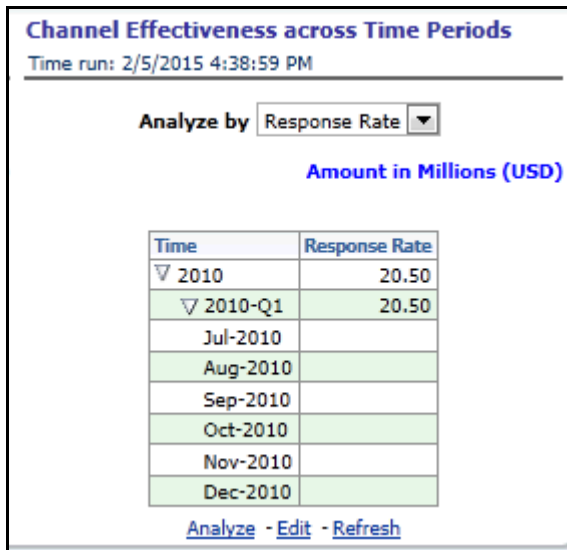 Channel Effectiveness across Time Periods
Time run: 2/5/2015 4:38:59 PM
Analyze by Response Rate
Amount in Millions (USD)
Time Response Rate
2010 20.50
2010-Q1 20.50
Jul-2010
Aug-2010
Sep-2010
Oct-2010
Nov-2010
Dec-2010
Analyze - Edit - Refresh